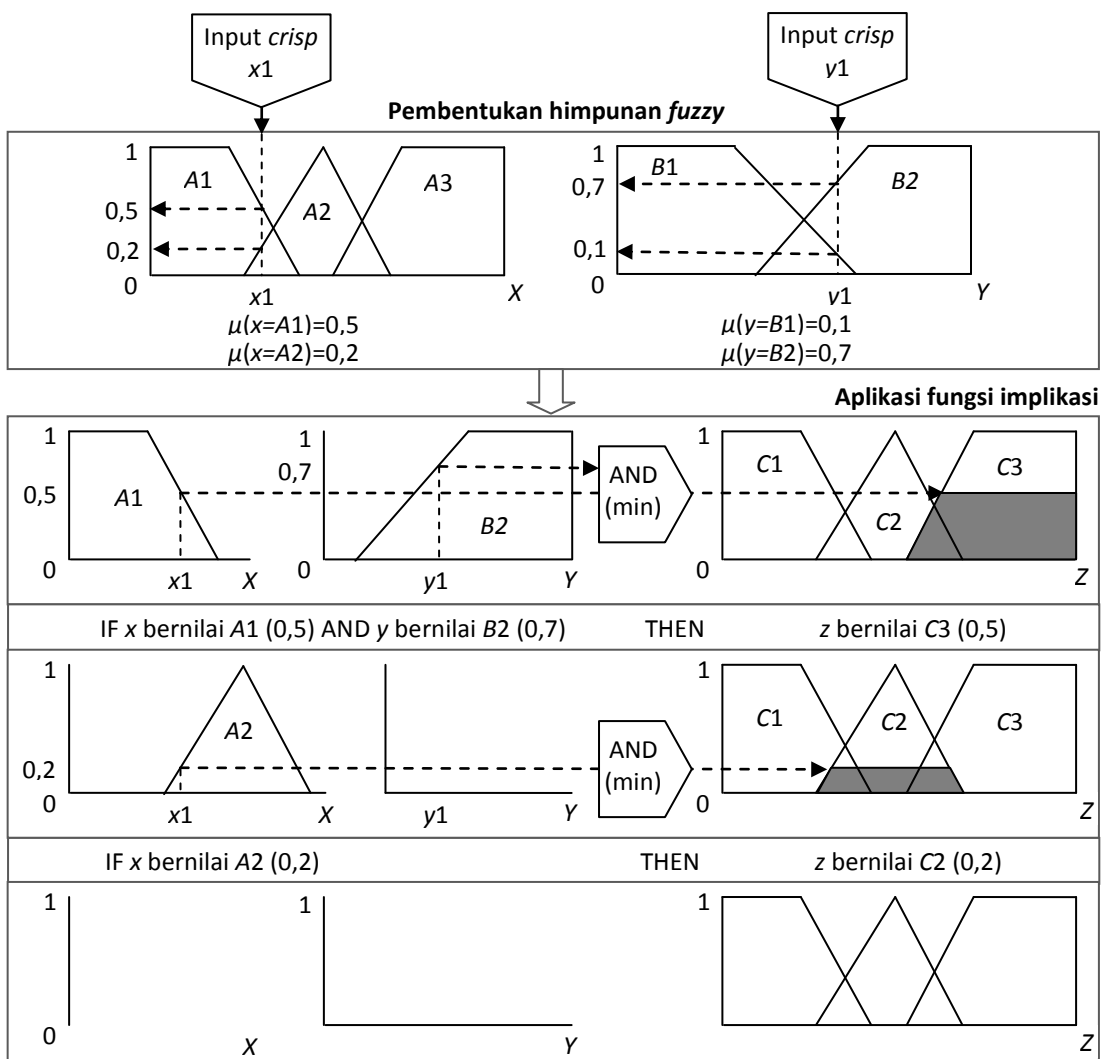 Input crisp
x1
Input crisp
y1
Pembentukan himpunan fuzzy
1
0,5
0,2
0
A1
A2
A3
x1
X
μ(x=A1)=0,5
μ(x=A2)=0,2
1
0,7
0,1
0
B1
B2
y1
Y
μ(y=B1)=0,1
μ(y=B2)=0,7
Aplikasi fungsi implikasi
1
0,5
0
A1
x1
X
1
0,7
0
B2
y1
Y
AND
(min)
1
0
C1
C2
C3
Z
IF x bernilai A1 (0,5) AND y bernilai B2 (0,7) THEN z bernilai C3 (0,5)
1
0,2
0
A2
x1
X
y1
Y
AND
(min)
1
0
C1
C2
C3
Z
IF x bernilai A2 (0,2) THEN z bernilai C2 (0,2)
1
0
X
1
Y
1
Z